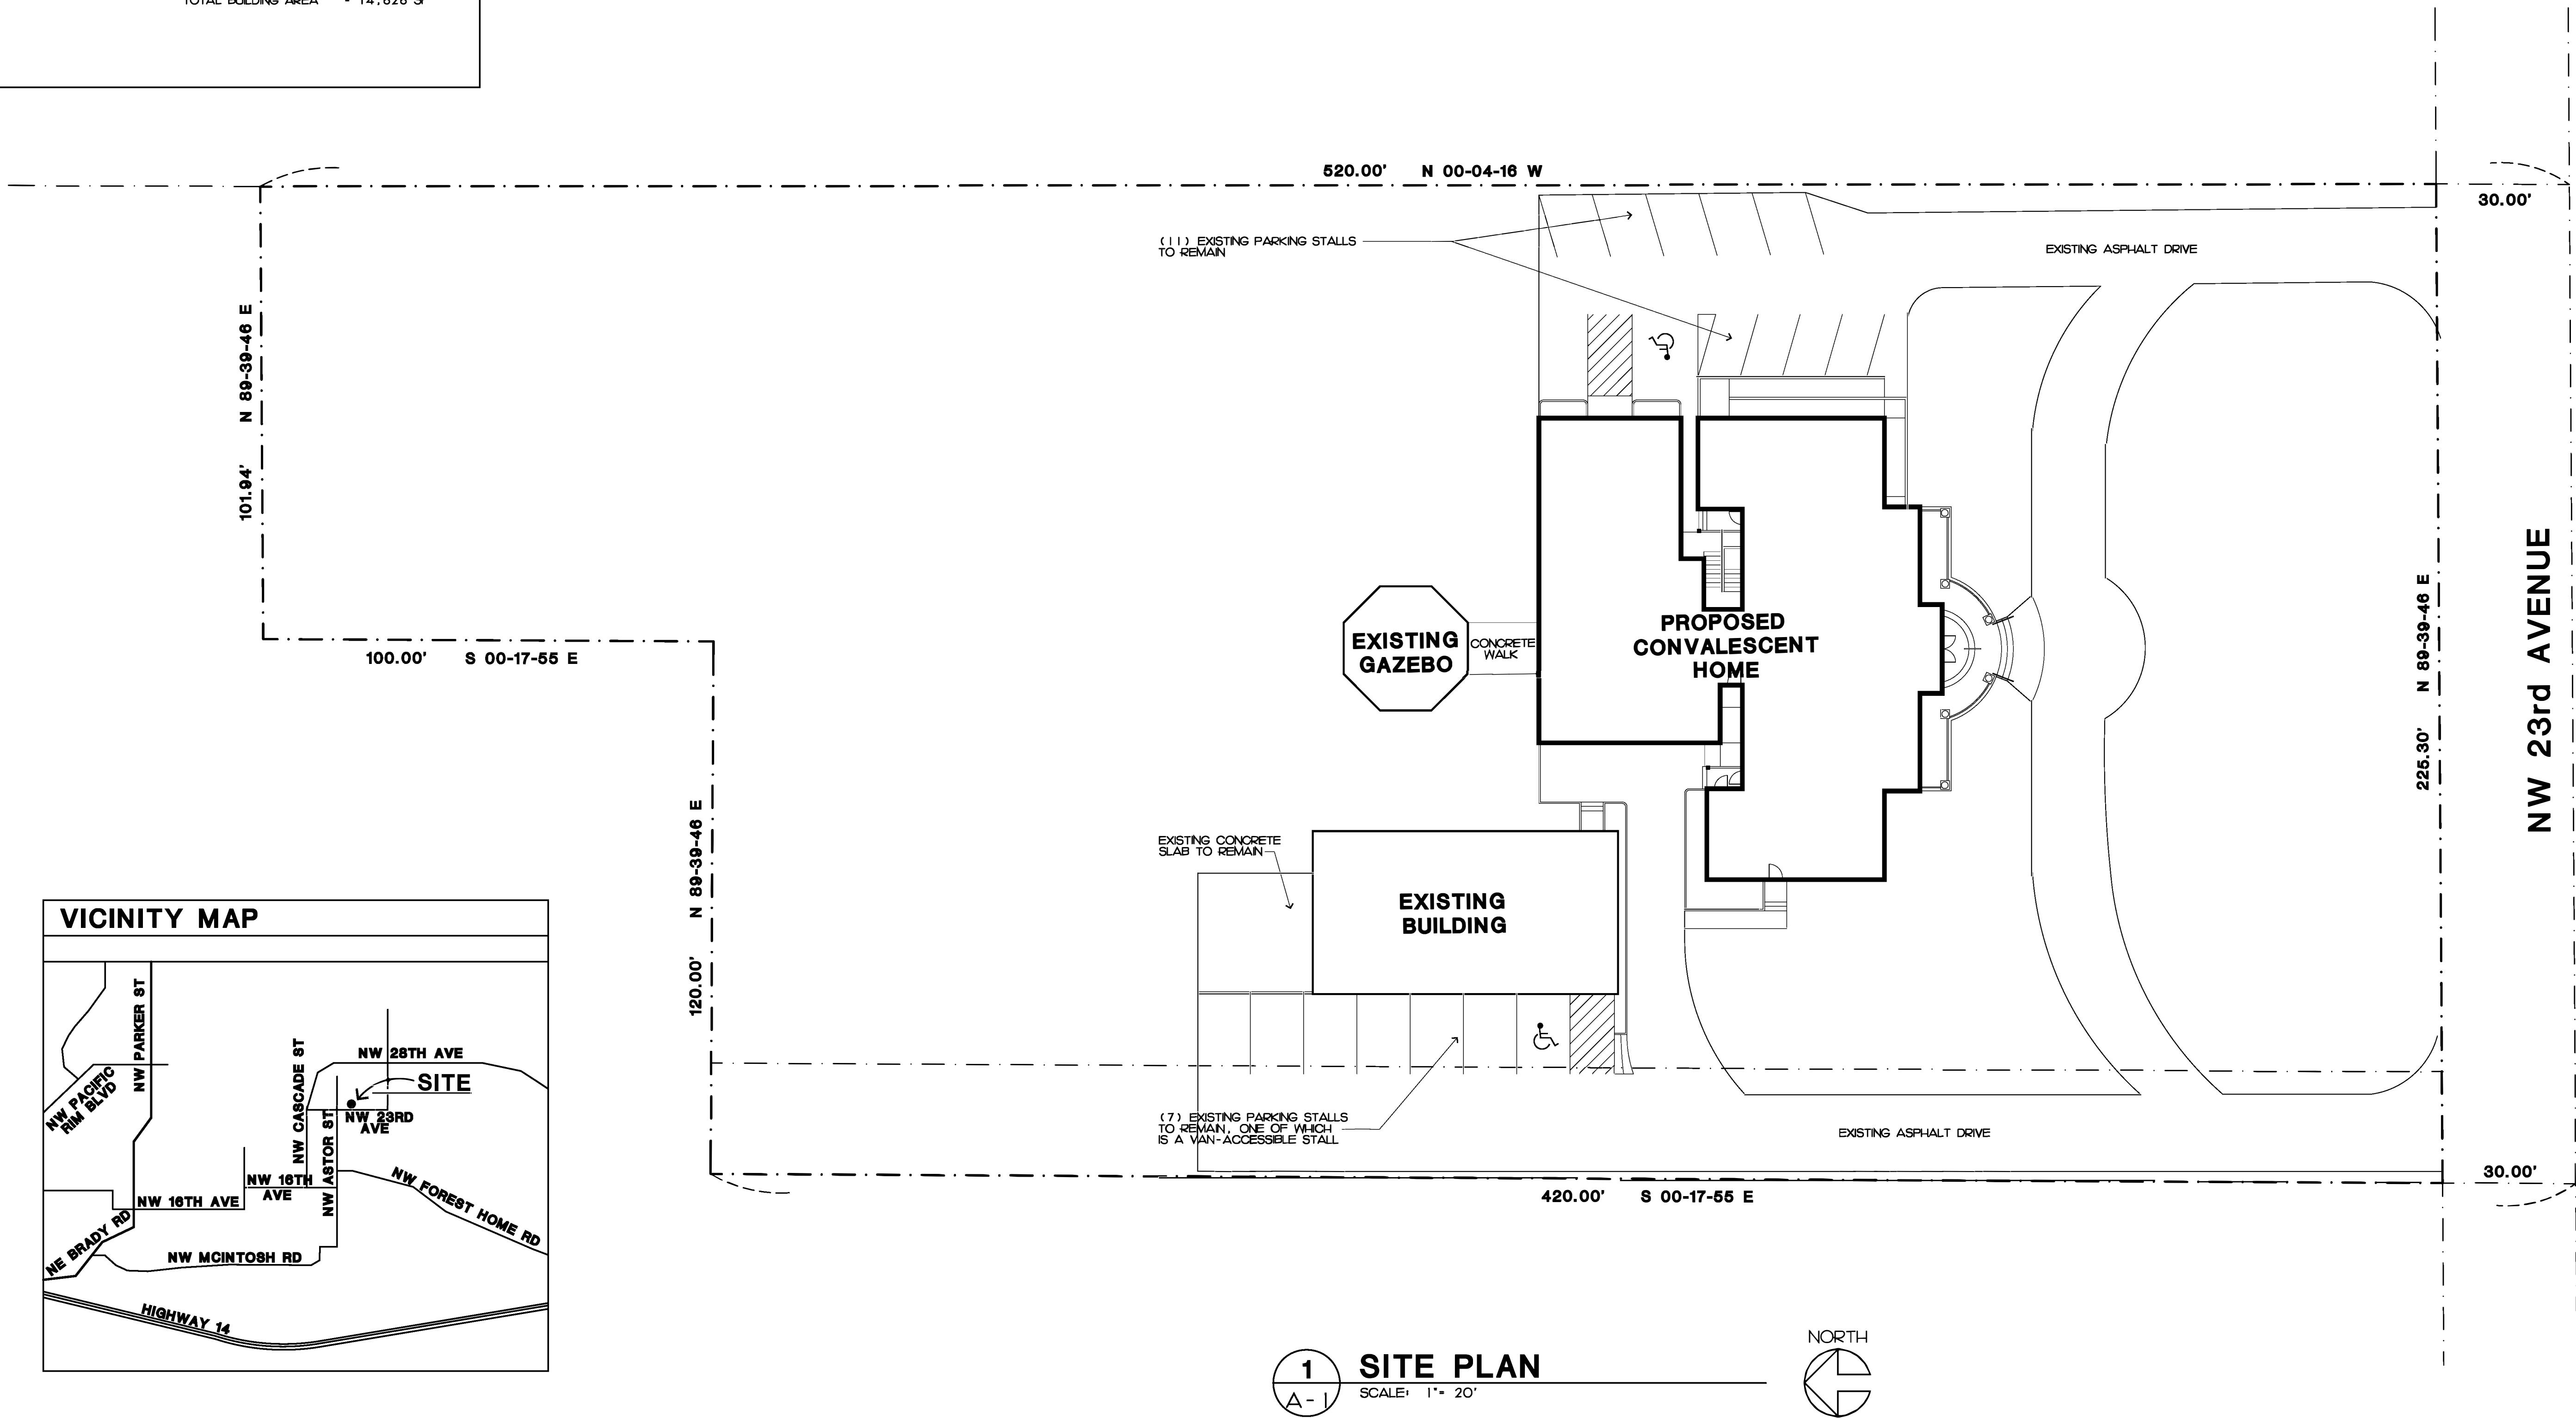 TOTAL BUILDING AREA - 14,626 SF
520.00' N 00-04-16 W
30.00'
(11) EXISTING PARKING STALLS
TO REMAIN
EXISTING ASPHALT DRIVE
101.94' N 89-39-46 E
100.00' S 00-17-55 E
EXISTING
GAZEBO
CONCRETE
WALK
PROPOSED
CONVALESCENT
HOME
225.30' N 89-39-46 E
NW 23rd AVENUE
120.00' N 89-39-46 E
EXISTING CONCRETE
SLAB TO REMAIN
EXISTING
BUILDING
(7) EXISTING PARKING STALLS
TO REMAIN, ONE OF WHICH
IS A VAN-ACCESSIBLE STALL
EXISTING ASPHALT DRIVE
30.00'
420.00' S 00-17-55 E
VICINITY MAP
NW PARKER ST
NW CASCADE ST
NW 28TH AVE
SITE
NW PACIFIC
RIM BLVD
NW 23RD
AVE
NW ASTOR ST
NW 16TH AVE
NW 16TH
AVE
NW FOREST HOME RD
NE BRADY RD
NW MCINTOSH RD
HIGHWAY 14
1
A-1
SITE PLAN
SCALE: 1"= 20'
NORTH